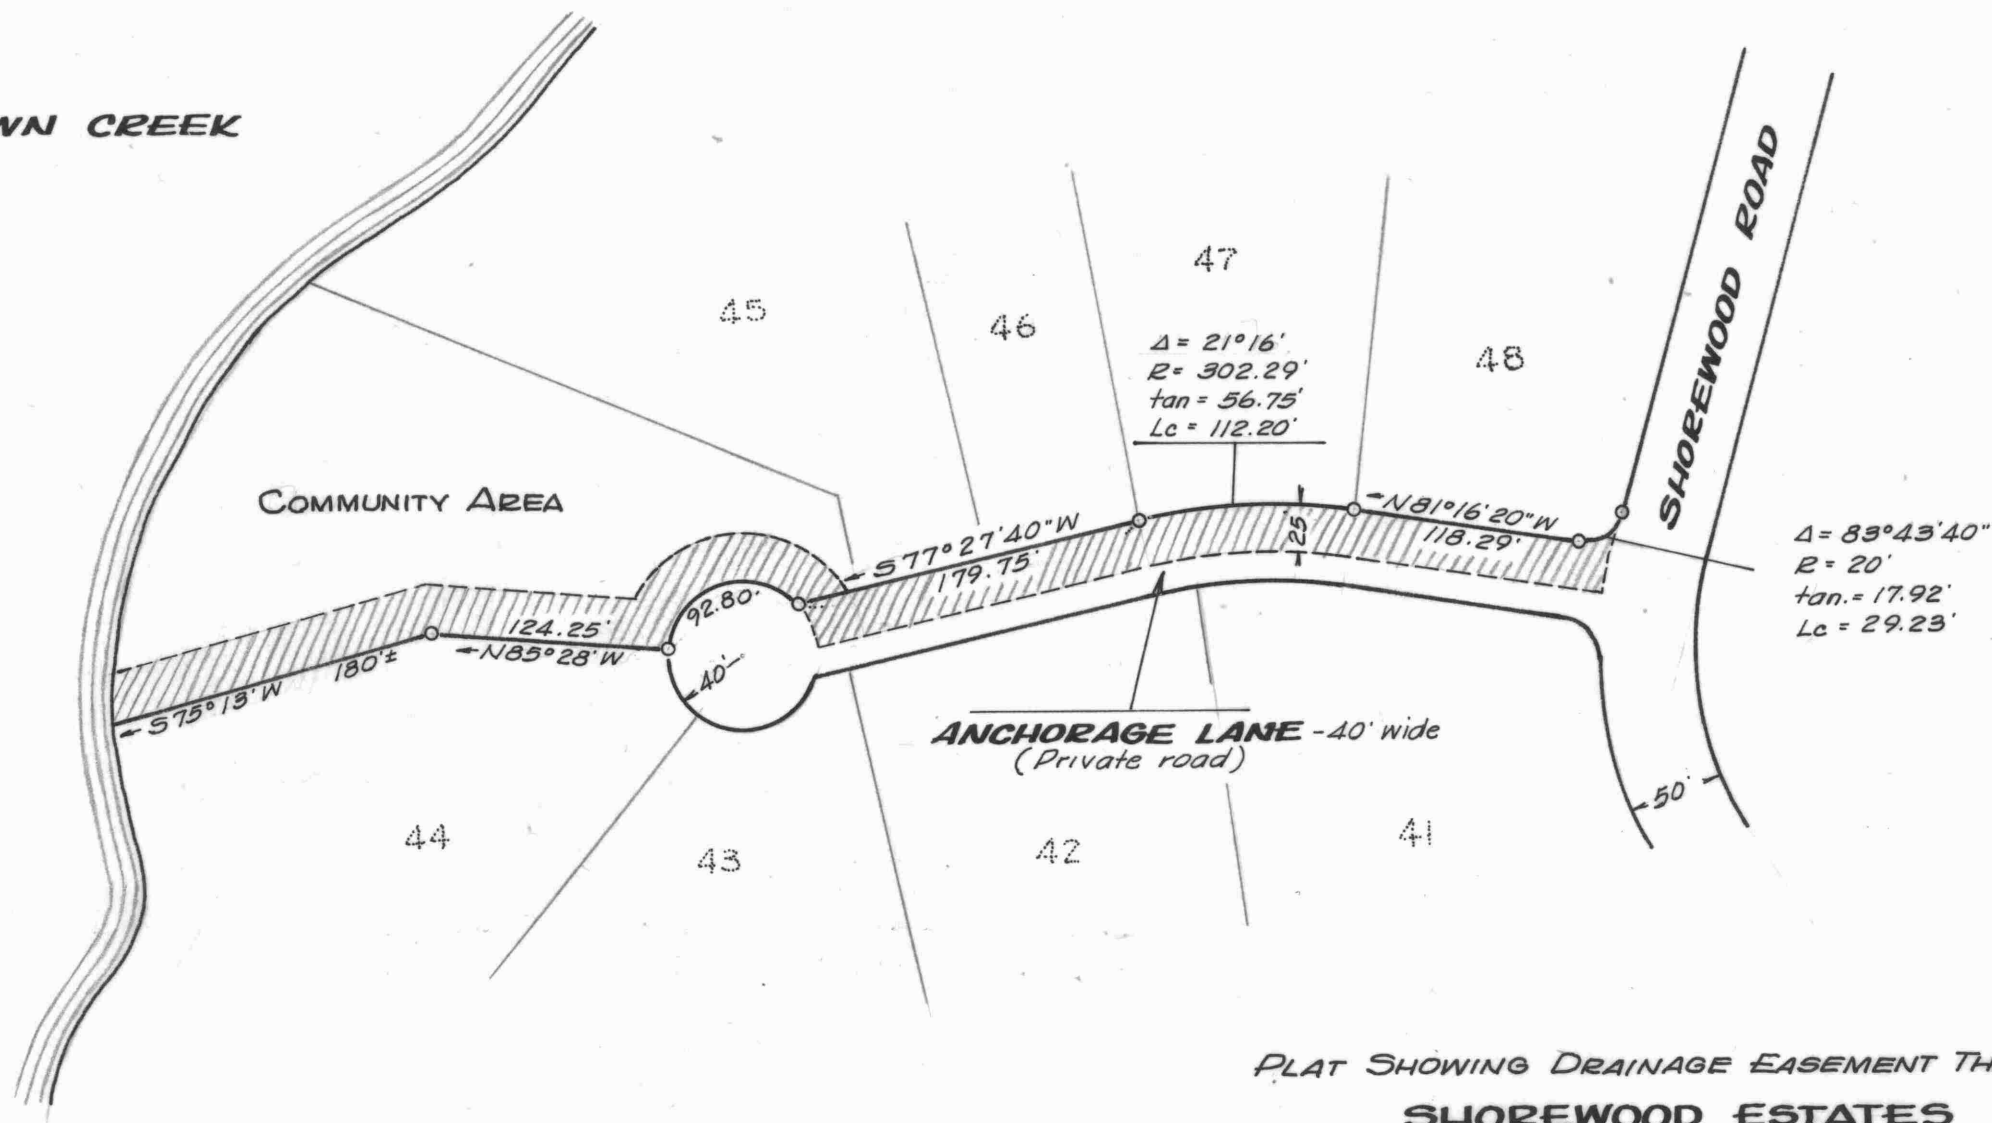 CREEK
45
46
47
48
Δ = 21°16'
R = 302.29'
tan = 56.75'
Lc = 112.20'
SHOREWOOD ROAD
COMMUNITY AREA
S77°27'40"W
179.75'
25'
N81°16'20"W
118.29'
Δ = 83°43'40"
R = 20'
tan. = 17.92'
Lc = 29.23'
92.80'
124.25'
N85°28'W
180'±
S75°13'W
40'
ANCHORAGE LANE - 40' wide
(Private road)
50'
44
43
42
41
PLAT SHOWING DRAINAGE EASEMENT
SHOREWOOD ESTATES